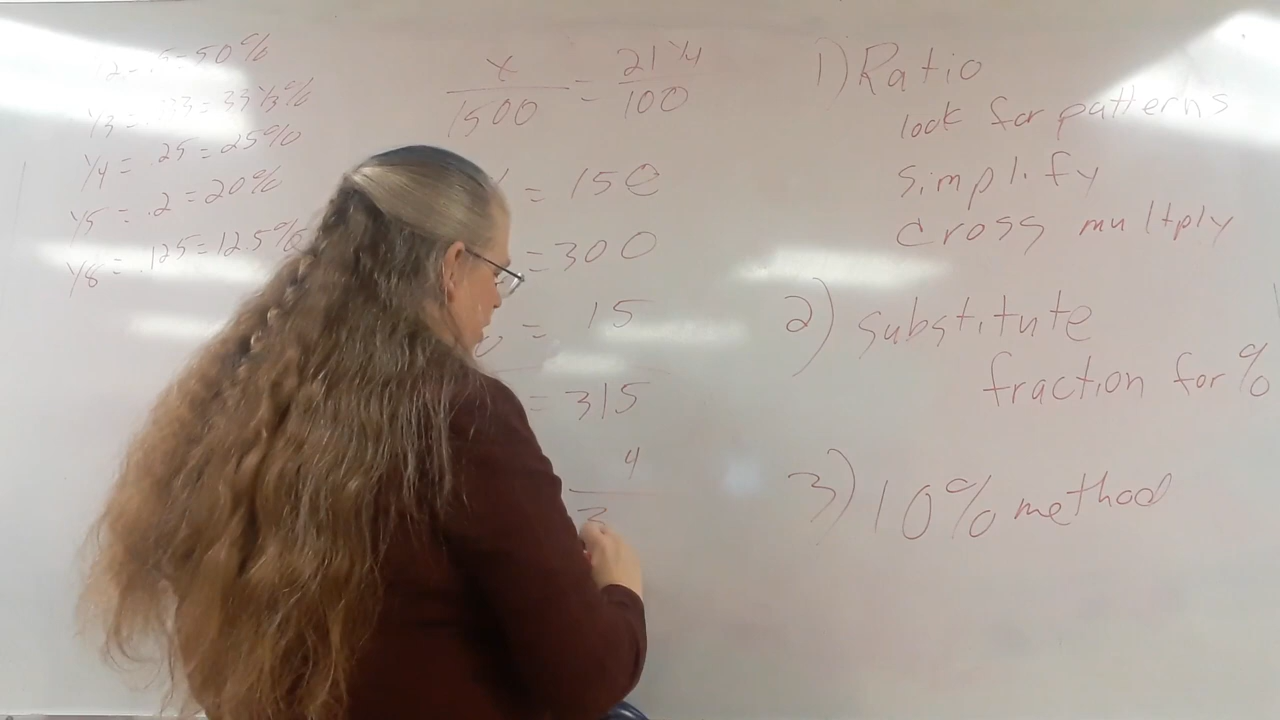 1/2 = .5 = 50%
1/3 = .33 = 33 1/3%
1/4 = .25 = 25%
1/5 = .2 = 20%
1/8 = .125 = 12.5%
x/1500 = 21 1/4/100
= 150
= 300
= 15
= 315
4
3
1) Ratio
look for patterns
simplify
cross multply
2) substitute
fraction for %
3) 10% method